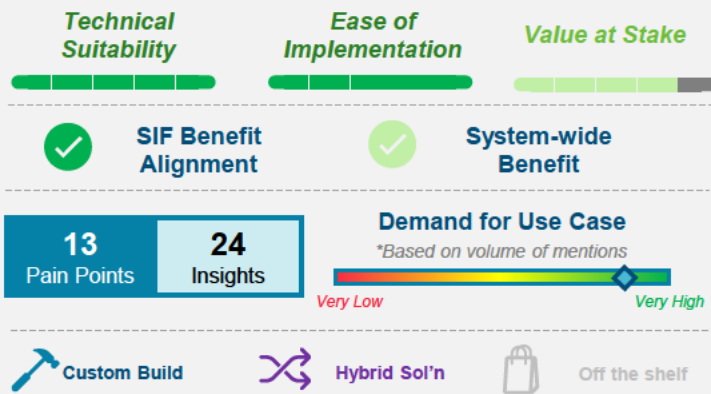 Technical
Suitability
Ease of
Implementation
Value at Stake
SIF Benefit
Alignment
System-wide
Benefit
13
Pain Points
24
Insights
Demand for Use Case
*Based on volume of mentions
Very Low
Very High
Custom Build
Hybrid Sol'n
Off the shelf